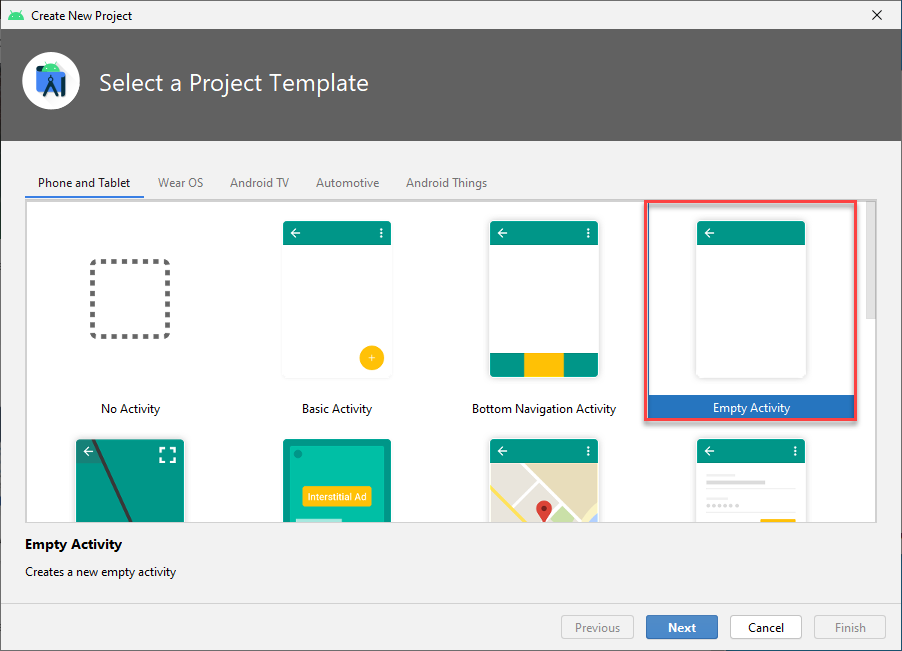 Create New Project
Select a Project Template
Phone and Tablet
Wear OS
Android TV
Automotive
Android Things
No Activity
Basic Activity
Bottom Navigation Activity
Empty Activity
Interstitial Ad
Empty Activity
Creates a new empty activity
Previous
Next
Cancel
Finish